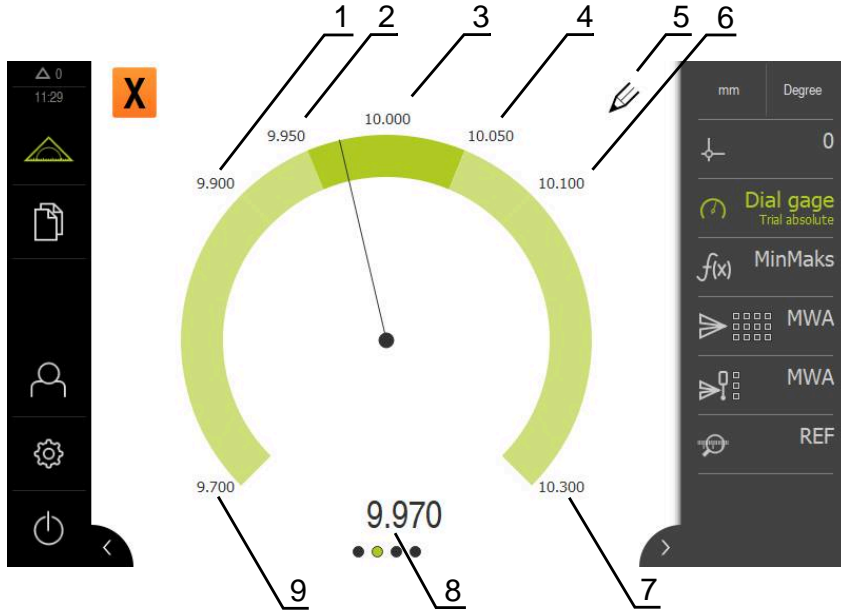 1 2 3 4 5 6
△ 0
11:29
X
mm Degree
0
Dial gage
Trial absolute
f(x) MinMaks
MWA
MWA
REF
10.000
9.950 10.050
9.900 10.100
9.700 10.300
9.970
9 8 7